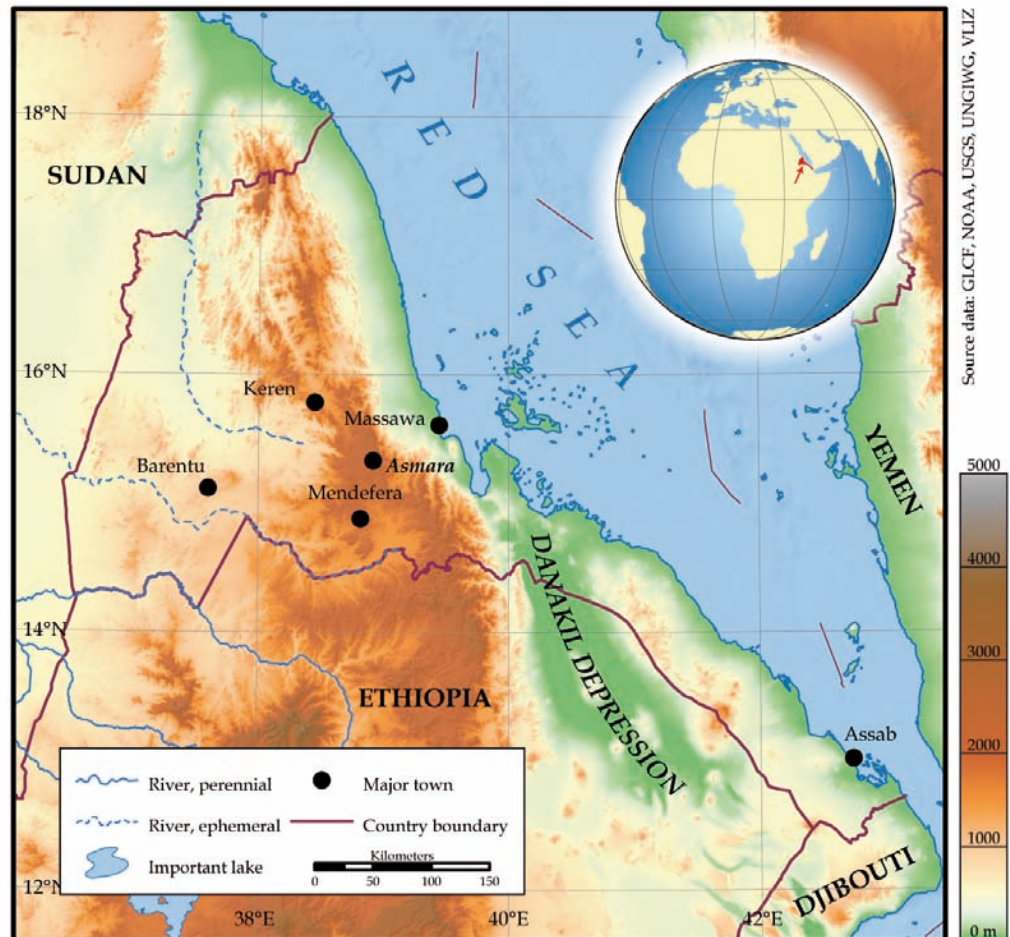 18°N
SUDAN
RED SEA
16°N
Keren
Massawa
Asmara
Barentu
Mendefera
YEMEN
DANAKIL DEPRESSION
14°N
ETHIOPIA
Assab
DJIBOUTI
River, perennial
Major town
River, ephemeral
Country boundary
Important lake
Kilometers
0 50 100 150
12°N
38°E
40°E
42°E
Source data: GLCF, NOAA, USGS, UNGIWG, VLIZ
5000
4000
3000
2000
1000
0 m